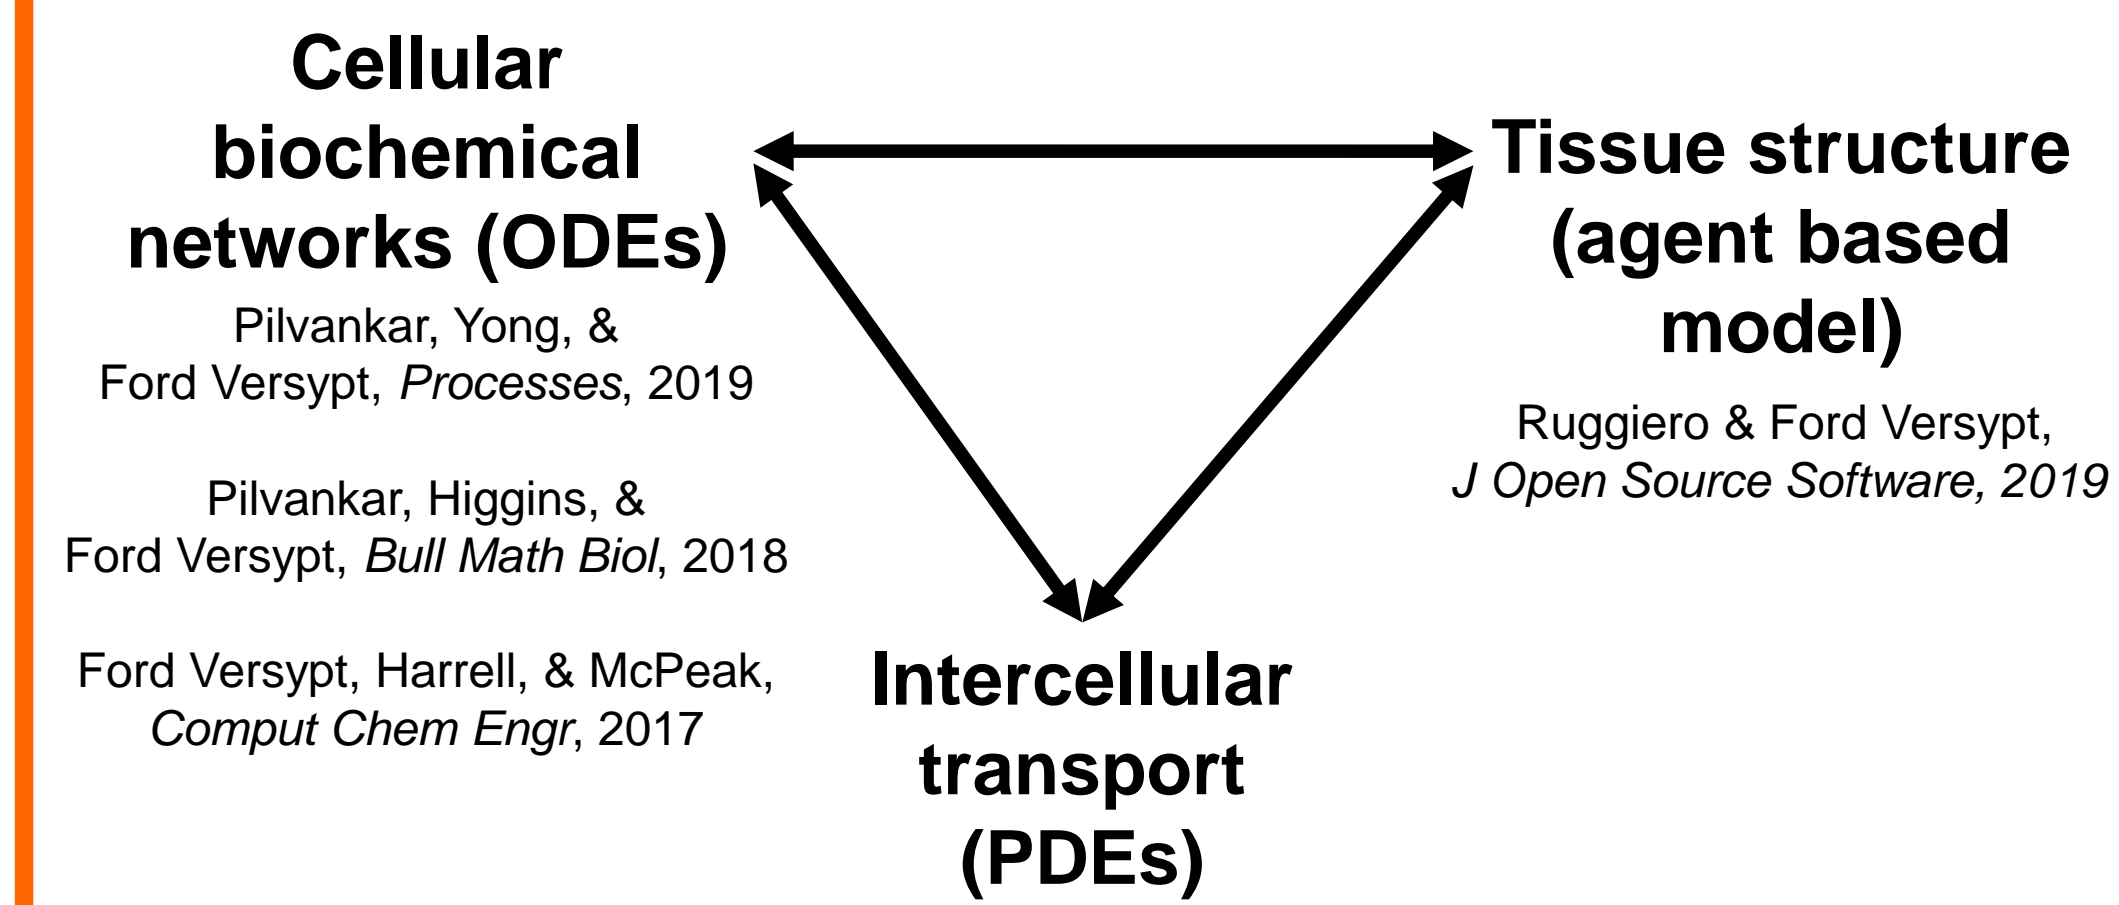 Cellular
biochemical
networks (ODEs)
Pilvankar, Yong, &
Ford Versypt, Processes, 2019
Pilvankar, Higgins, &
Ford Versypt, Bull Math Biol, 2018
Ford Versypt, Harrell, & McPeak,
Comput Chem Engr, 2017
Tissue structure
(agent based
model)
Ruggiero & Ford Versypt,
J Open Source Software, 2019
Intercellular
transport
(PDEs)